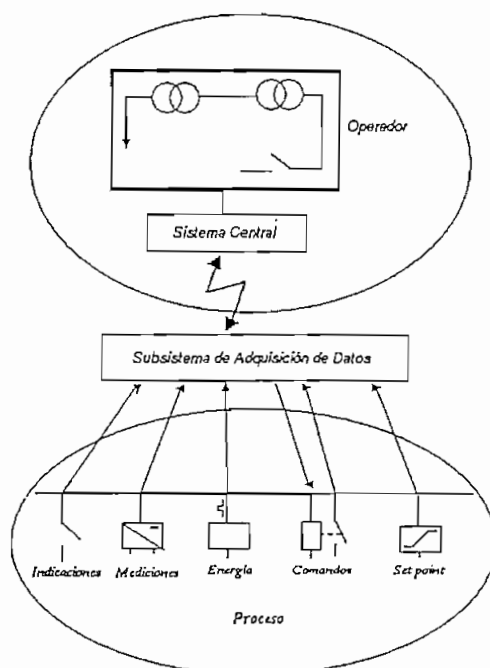 Operador
Sistema Central
Subsistema de Adquisición de Datos
Indicaciones Mediciones Energía Comandos Set point
Proceso